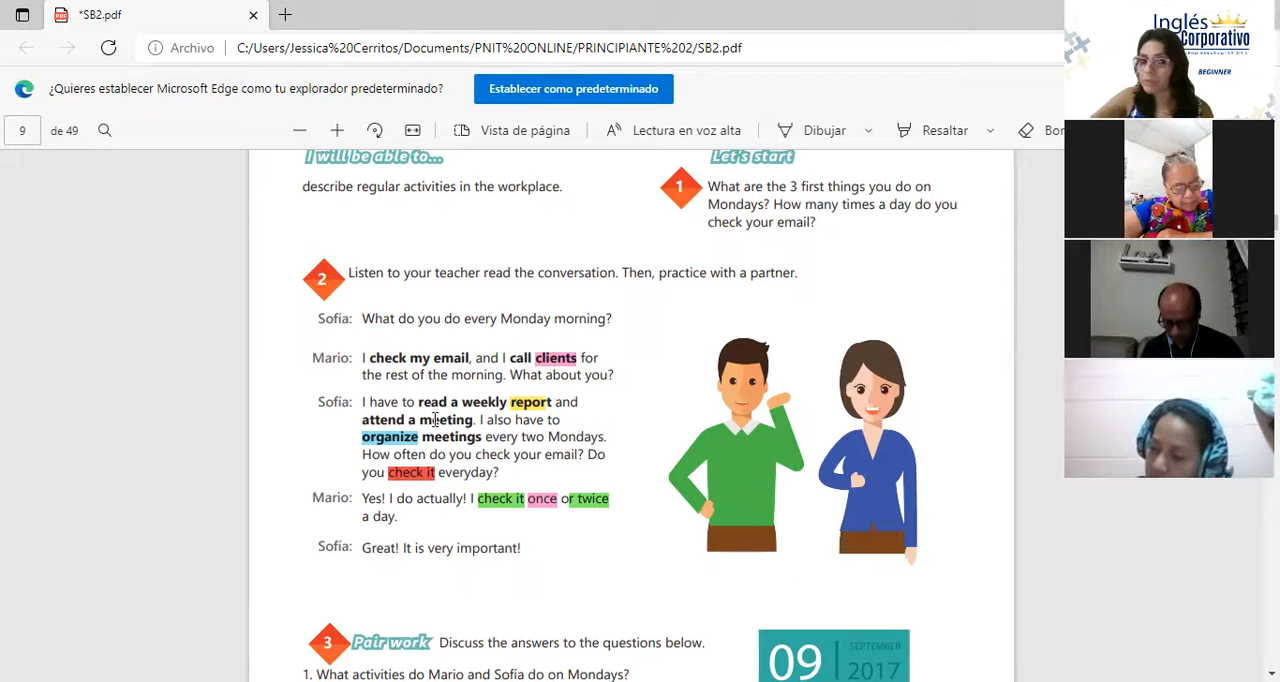 *SB2.pdf
Archivo
C:/Users/Jessica%20Cerritos/Documents/PNIT%20ONLINE/PRINCIPIANTE%202/SB2.pdf
¿Quieres establecer Microsoft Edge como tu explorador predeterminado?
Establecer como predeterminado
9 de 49
Vista de página
Lectura en voz alta
Dibujar
Resaltar
Bor
Inglés
Corporativo
BEGINNER
I will be able to...
describe regular activities in the workplace.
Let's start
1 What are the 3 first things you do on
Mondays? How many times a day do you
check your email?
2 Listen to your teacher read the conversation. Then, practice with a partner.
Sofía: What do you do every Monday morning?
Mario: I check my email, and I call clients for
the rest of the morning. What about you?
Sofía: I have to read a weekly report and
attend a meeting. I also have to
organize meetings every two Mondays.
How often do you check your email? Do
you check it everyday?
Mario: Yes! I do actually! I check it once or twice
a day.
Sofía: Great! It is very important!
3 Pair work Discuss the answers to the questions below.
1. What activities do Mario and Sofía do on Mondays?
09
SEPTEMBER
2017